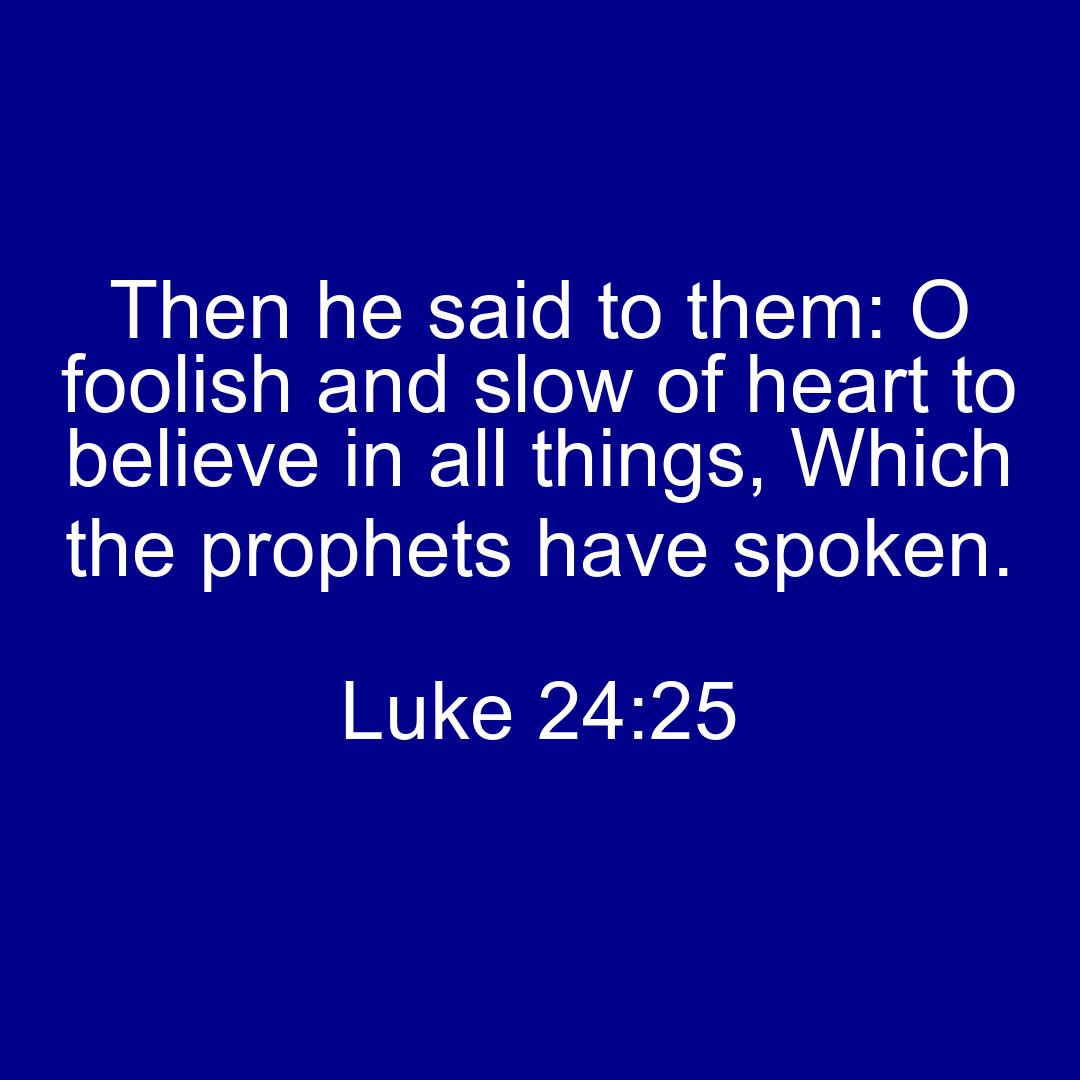 Then he said to them: O
foolish and slow of heart to
believe in all things, Which
the prophets have spoken.
Luke 24:25